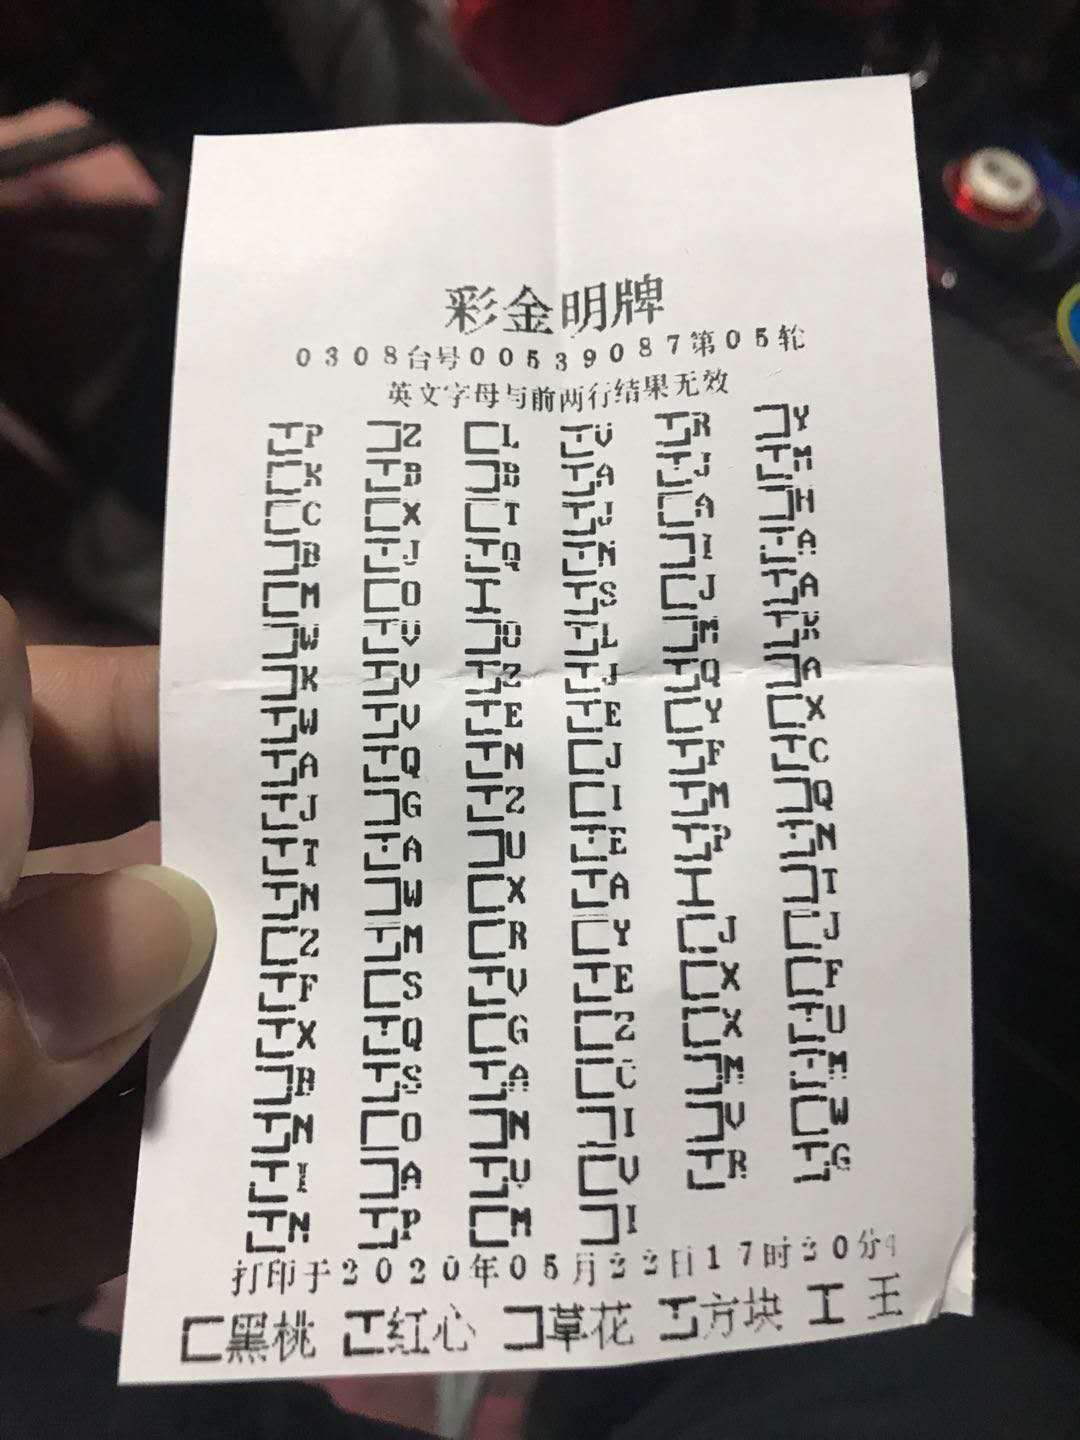 彩金明牌
0308台号00539087第05轮
英文字母与前两行结果无效
P Z L V R Y
K B B A J M
C X T J A H
B J Q N I A
M O S J A
W V O L M K
K V Z J Q A
W V E E Y X
A Q N J F C
J G Z I M Q
T A U E P N
N W X A T
Z M R Y J J
F S V E X F
X Q G Z X U
B S A C M M
N O N I V W
I A U V R G
N P M I
打印于2020年05月22日17时20分4
黑桃 红心 草花 方块 王